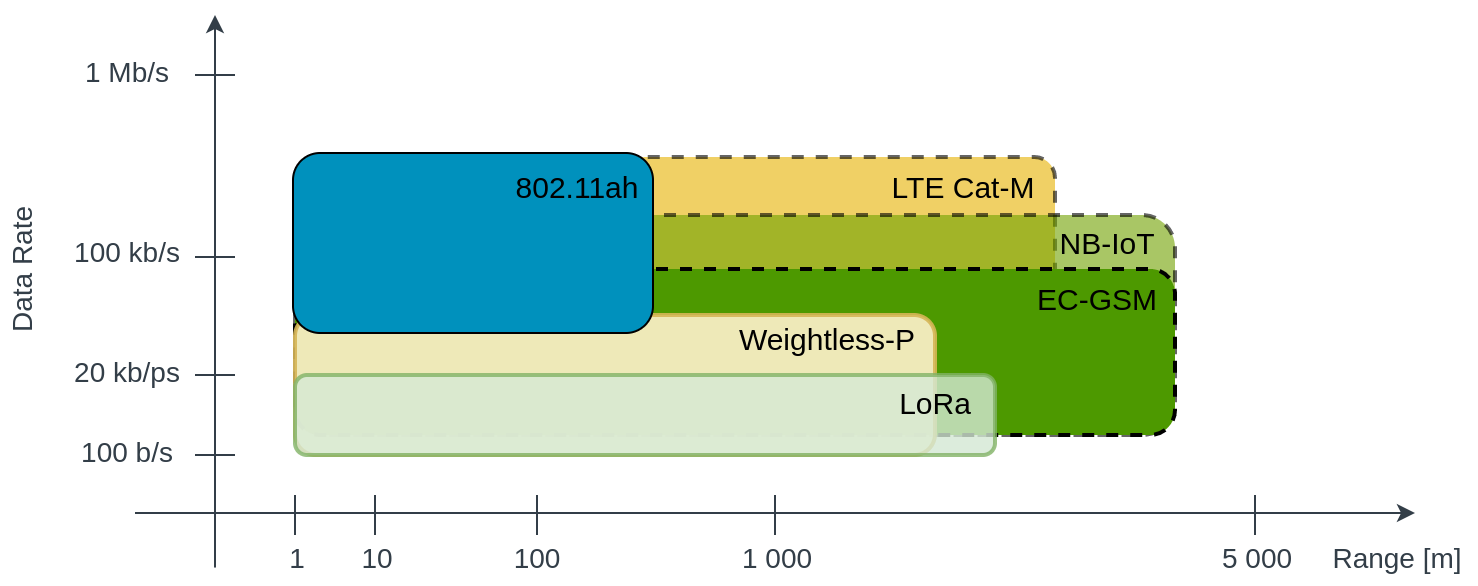 1 Mb/s
802.11ah
LTE Cat-M
Data Rate
100 kb/s
NB-IoT
EC-GSM
Weightless-P
20 kb/ps
LoRa
100 b/s
1
10
100
1 000
5 000
Range [m]